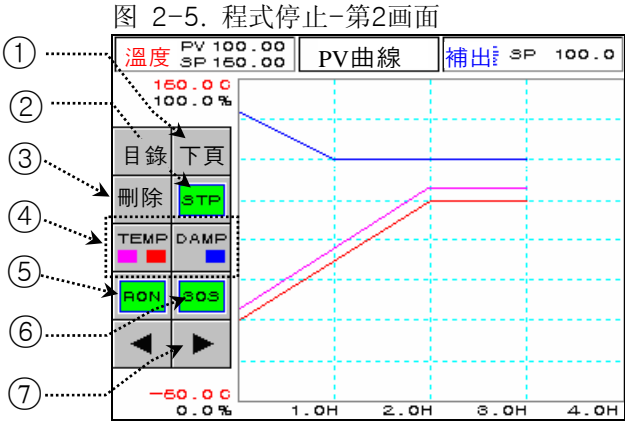 圖 2-5. 程式停止-第2画面
① 溫度 PV 100.00 SP 150.00 PV曲線 補出 SP 100.0
150.0 C
② 100.0%
目錄 下頁
③ 刪除 STP
④ TEMP DAMP
⑤ RON SOS
⑥
◀ ▶
⑦
-50.0 C
0.0% 1.0H 2.0H 3.0H 4.0H